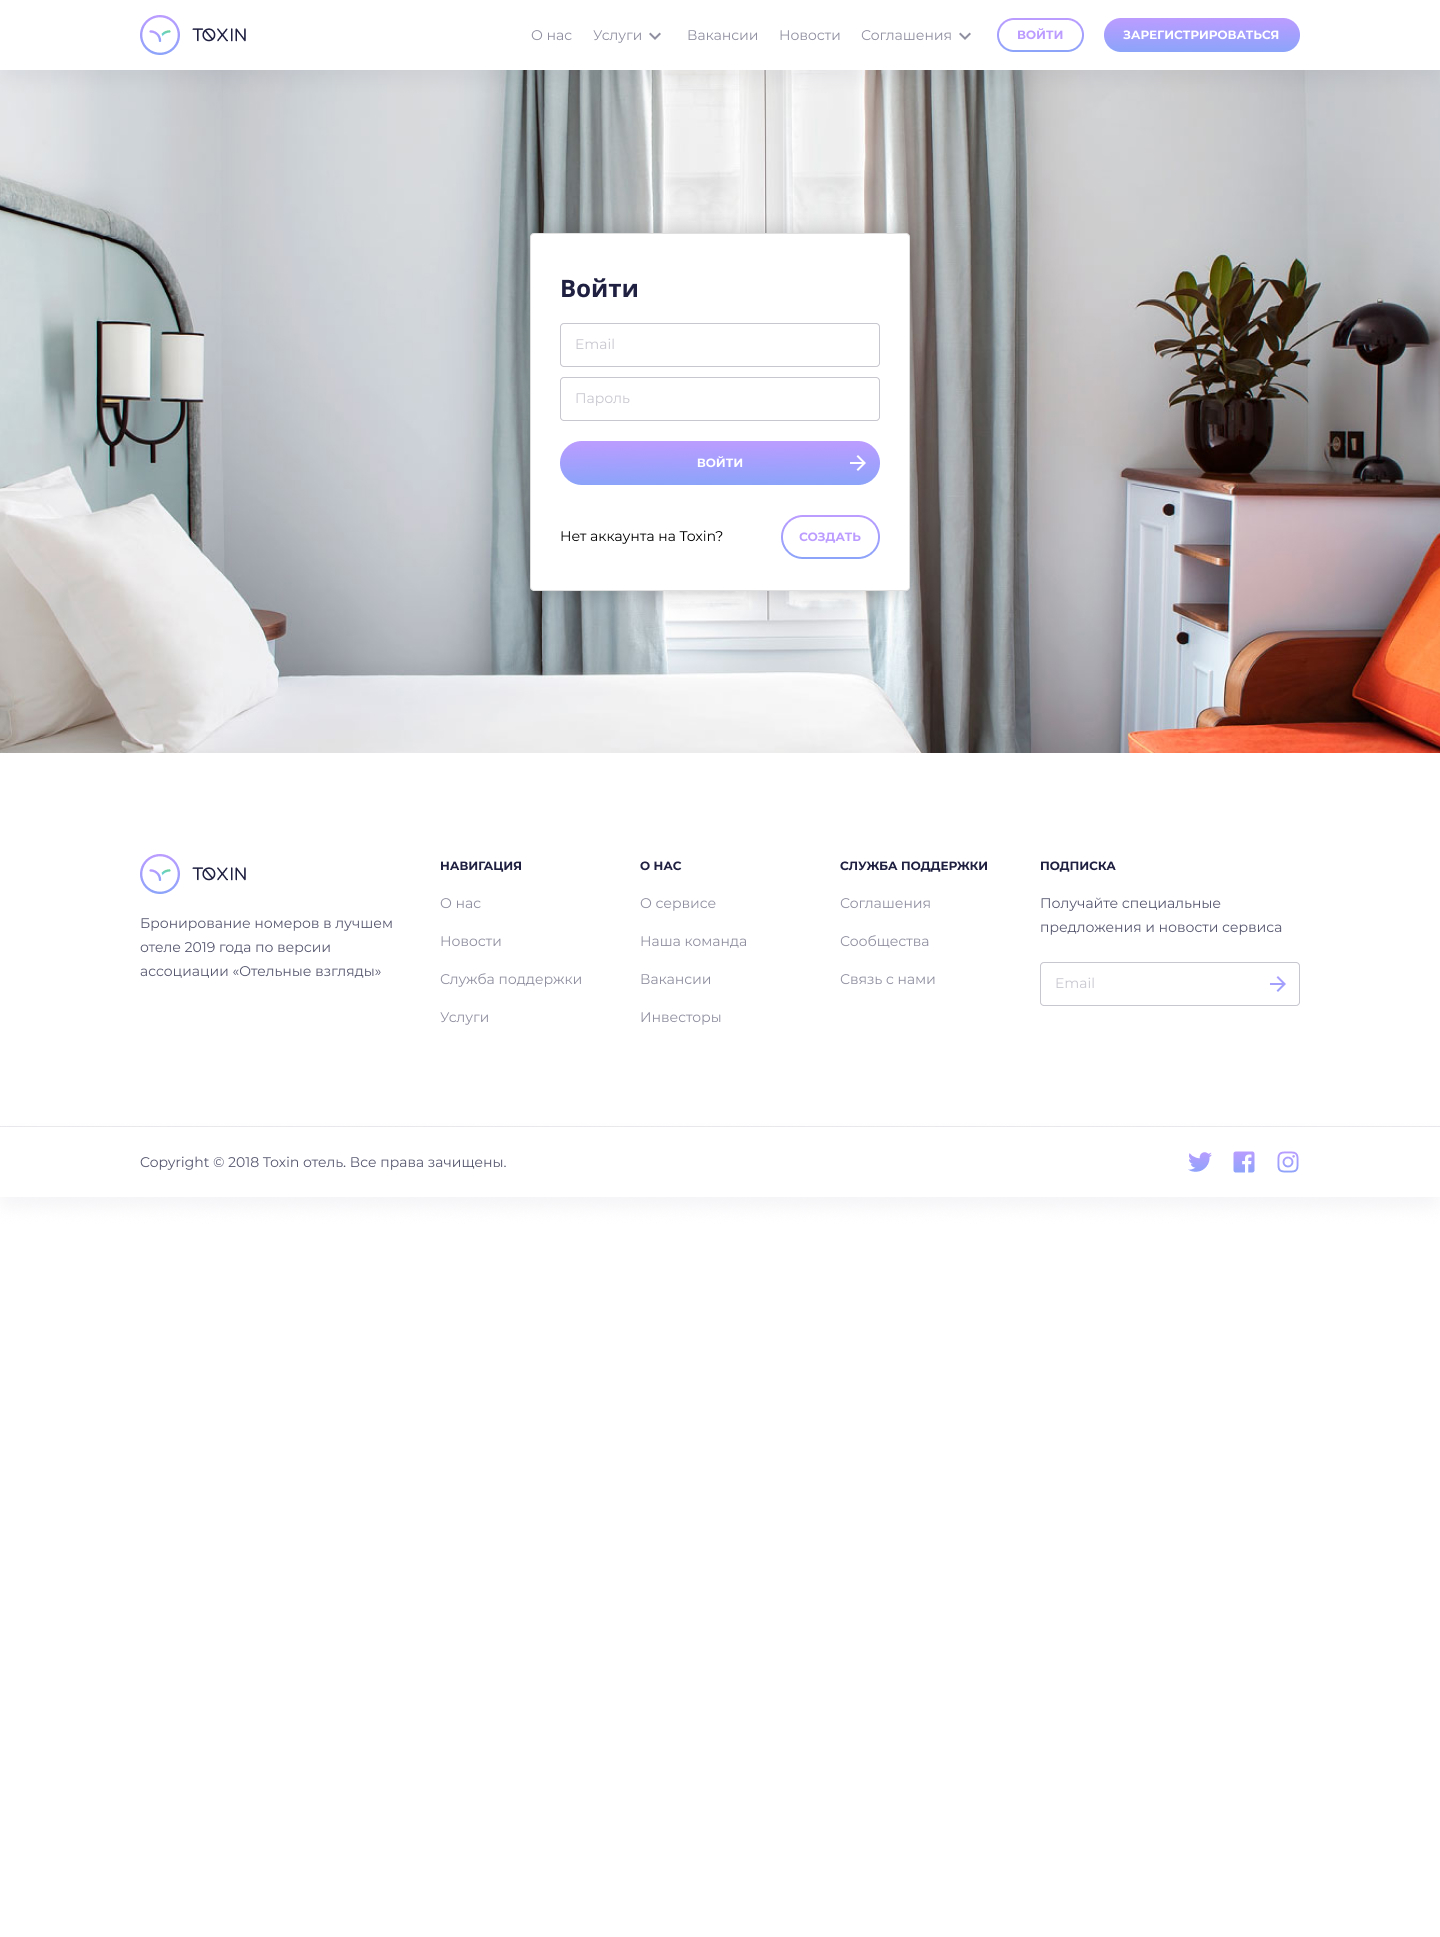 TOXIN
О нас Услуги Вакансии Новости Соглашения ВОЙТИ ЗАРЕГИСТРИРОВАТЬСЯ
Войти
Email
Пароль
ВОЙТИ
Нет аккаунта на Toxin? СОЗДАТЬ
TOXIN
Бронирование номеров в лучшем
отеле 2019 года по версии
ассоциации «Отельные взгляды»
НАВИГАЦИЯ
О нас
Новости
Служба поддержки
Услуги
О НАС
О сервисе
Наша команда
Вакансии
Инвесторы
СЛУЖБА ПОДДЕРЖКИ
Соглашения
Сообщества
Связь с нами
ПОДПИСКА
Получайте специальные
предложения и новости сервиса
Email
Copyright © 2018 Toxin отель. Все права зачищены.